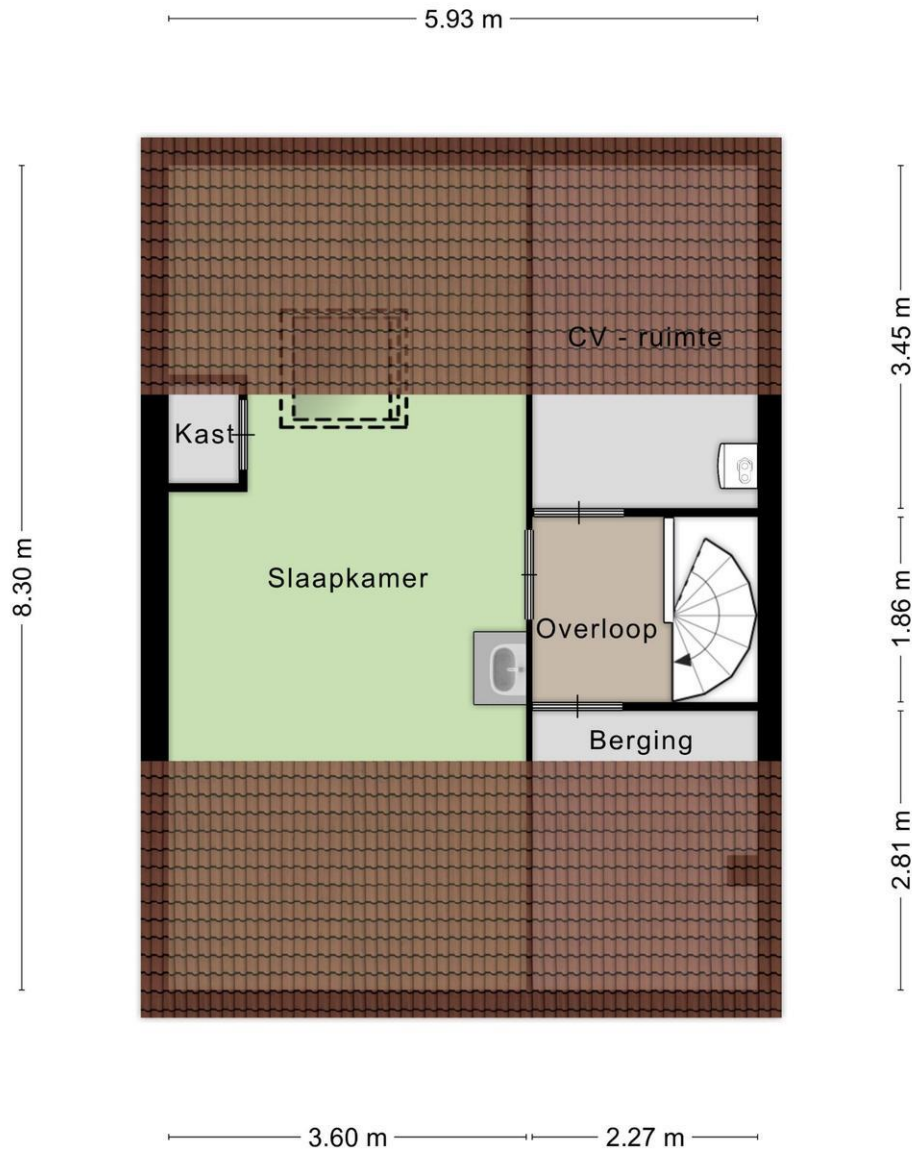 5.93 m
CV - ruimte
3.45 m
Kast
8.30 m
Slaapkamer
1.86 m
Overloop
Berging
2.81 m
3.60 m
2.27 m